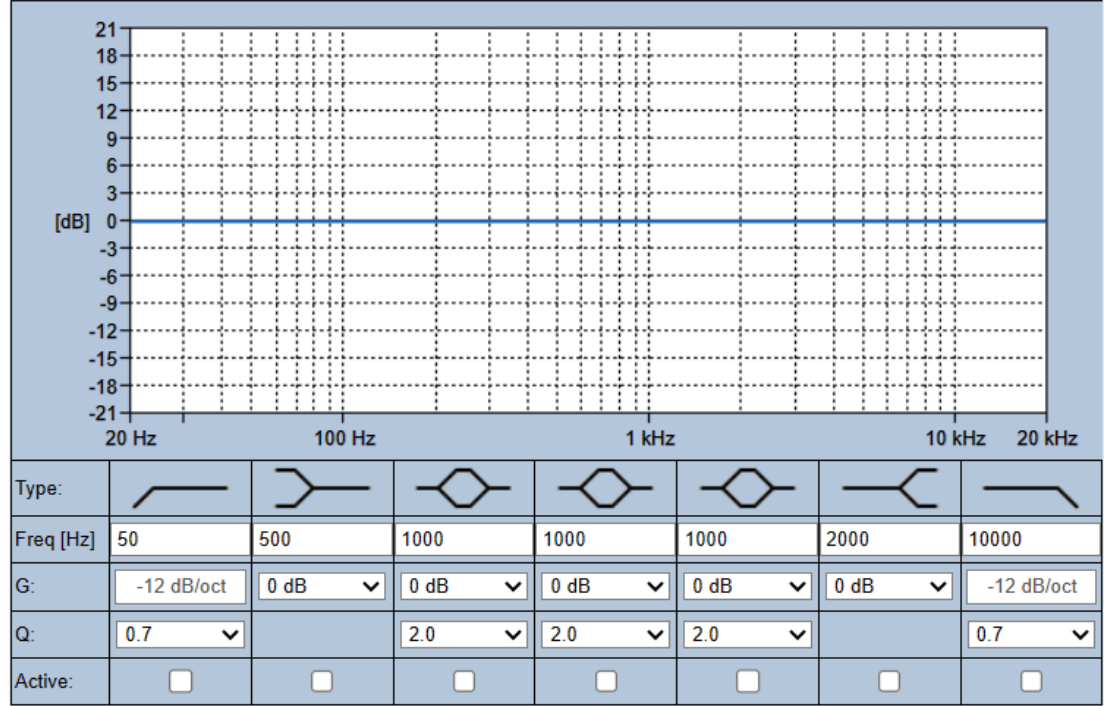 21
18
15
12
9
6
3
[dB] 0
-3
-6
-9
-12
-15
-18
-21
20 Hz 100 Hz 1 kHz 10 kHz 20 kHz
Type:
Freq [Hz] 50 500 1000 1000 1000 2000 10000
G: -12 dB/oct 0 dB 0 dB 0 dB 0 dB 0 dB -12 dB/oct
Q: 0.7 2.0 2.0 2.0 0.7
Active: